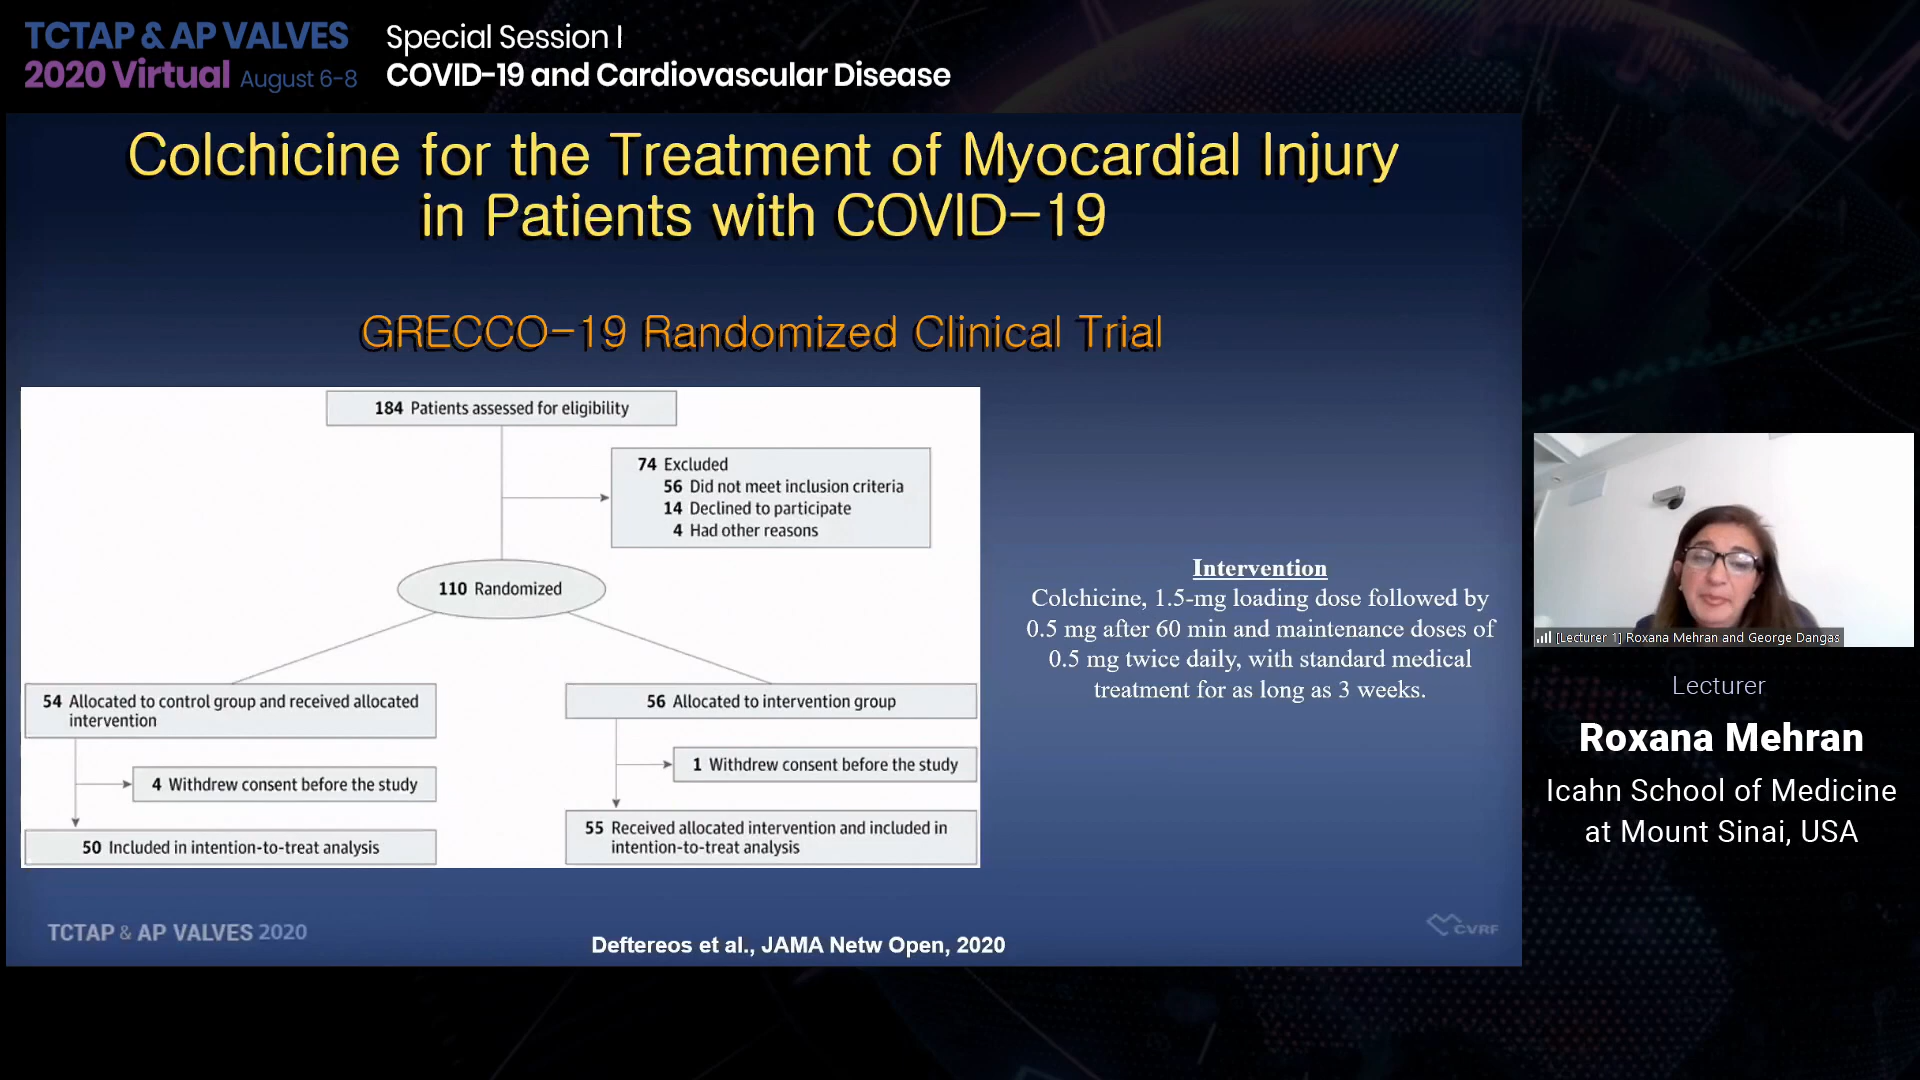 TCTAP & AP VALVES
2020 Virtual August 6-8
Special Session I
COVID-19 and Cardiovascular Disease
Colchicine for the Treatment of Myocardial Injury
in Patients with COVID-19
GRECCO-19 Randomized Clinical Trial
184 Patients assessed for eligibility
74 Excluded
56 Did not meet inclusion criteria
14 Declined to participate
4 Had other reasons
110 Randomized
54 Allocated to control group and received allocated
intervention
4 Withdrew consent before the study
50 Included in intention-to-treat analysis
56 Allocated to intervention group
1 Withdrew consent before the study
55 Received allocated intervention and included in
intention-to-treat analysis
Intervention
Colchicine, 1.5-mg loading dose followed by
0.5 mg after 60 min and maintenance doses of
0.5 mg twice daily, with standard medical
treatment for as long as 3 weeks.
TCTAP & AP VALVES 2020
Deftereos et al., JAMA Netw Open, 2020
CVRF
[Lecturer 1] Roxana Mehran and George Dangas
Lecturer
Roxana Mehran
Icahn School of Medicine
at Mount Sinai, USA